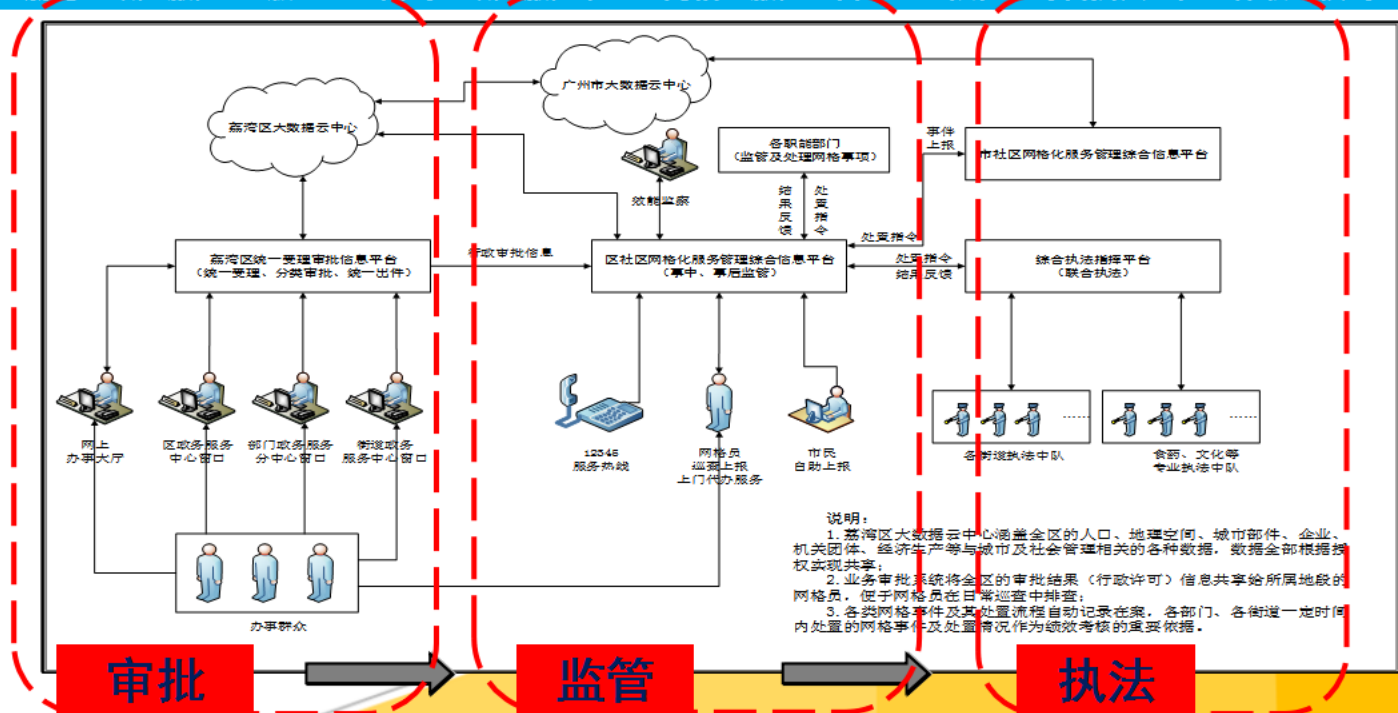 广州市大数据云中心
荔湾区大数据云中心
效能监察
各职能部门
（监管及处理网格事项）
事件
上报
市社区网格化服务管理综合信息平台
结果反馈
处置指令
处置指令
荔湾区统一受理审批信息平台
（统一受理、分类审批、统一出件）
行政审批信息
区社区网格化服务管理综合信息平台
（事中、事后监管）
处置指令
结果反馈
综合执法指挥平台
（联合执法）
网上
办事大厅
区政务服务
中心窗口
部门政务服务
分中心窗口
街道政务
服务中心窗口
12345
服务热线
网格员
巡查上报
上门代办服务
市民
自助上报
各街道执法中队
食药、文化等
专业执法中队
办事群众
说明：
1. 荔湾区大数据云中心涵盖全区的人口、地理空间、城市部件、企业、
机关团体、经济生产等与城市及社会管理相关的各种数据，数据全部根据授
权实现共享；
2. 业务审批系统将全区的审批结果（行政许可）信息共享给所属地段的
网格员，便于网格员在日常巡查中排查；
3. 各类网格事件及其处置流程自动记录在案，各部门、各街道一定时间
内处置的网格事件及处置情况作为绩效考核的重要依据。
审批
监管
执法